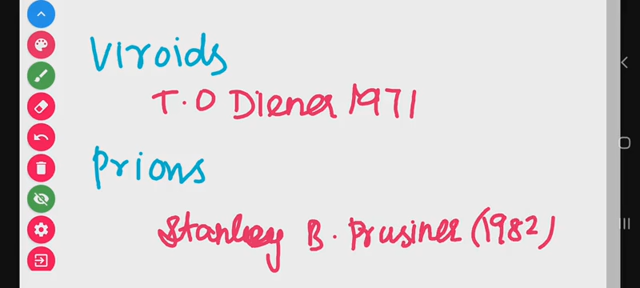 Viroids
T.O Diener 1971
Prions
Stanley B. Prusiner (1982)